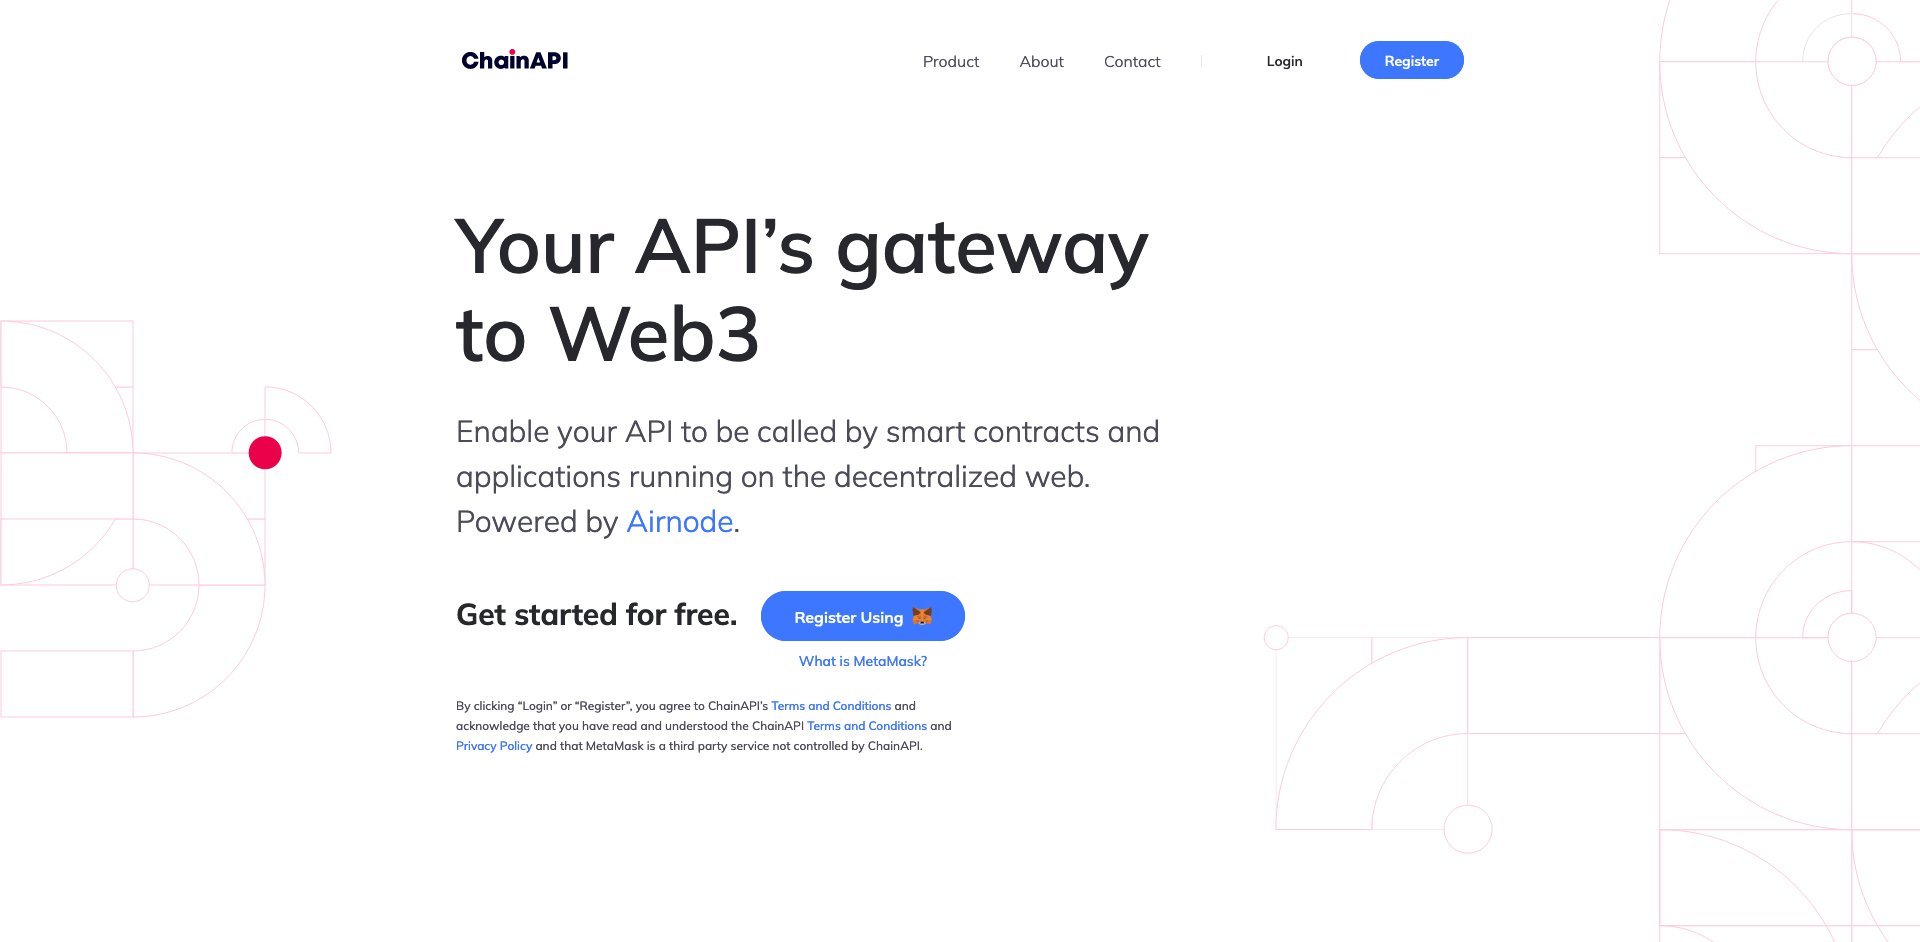 ChainAPI
Product About Contact Login Register
Your API’s gateway
to Web3
Enable your API to be called by smart contracts and
applications running on the decentralized web.
Powered by Airnode.
Get started for free. Register Using
What is MetaMask?
By clicking “Login” or “Register”, you agree to ChainAPI’s Terms and Conditions and
acknowledge that you have read and understood the ChainAPI Terms and Conditions and
Privacy Policy and that MetaMask is a third party service not controlled by ChainAPI.